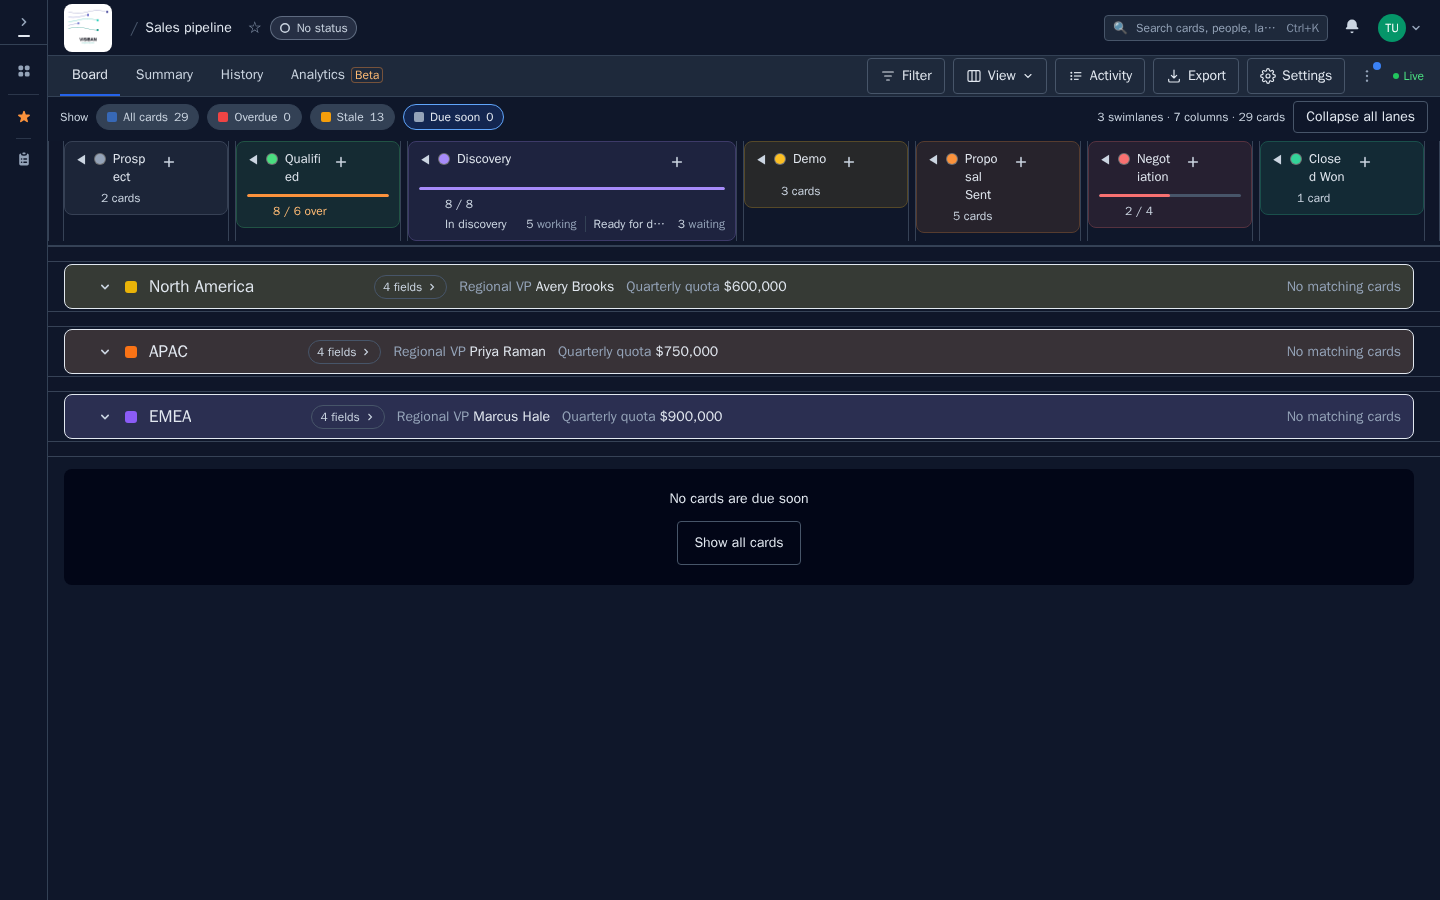 / Sales pipeline ☆ No status
Search cards, people, la··· Ctrl+K
TU
Board Summary History Analytics Beta
Filter View Activity Export Settings Live
Show All cards 29 Overdue 0 Stale 13 Due soon 0
3 swimlanes · 7 columns · 29 cards Collapse all lanes
Prosp
ect
2 cards
Qualifi
ed
8 / 6 over
Discovery
8 / 8
In discovery 5 working Ready for d··· 3 waiting
Demo
3 cards
Propo
sal
Sent
5 cards
Negot
iation
2 / 4
Close
d Won
1 card
North America 4 fields Regional VP Avery Brooks Quarterly quota $600,000 No matching cards
APAC 4 fields Regional VP Priya Raman Quarterly quota $750,000 No matching cards
EMEA 4 fields Regional VP Marcus Hale Quarterly quota $900,000 No matching cards
No cards are due soon
Show all cards